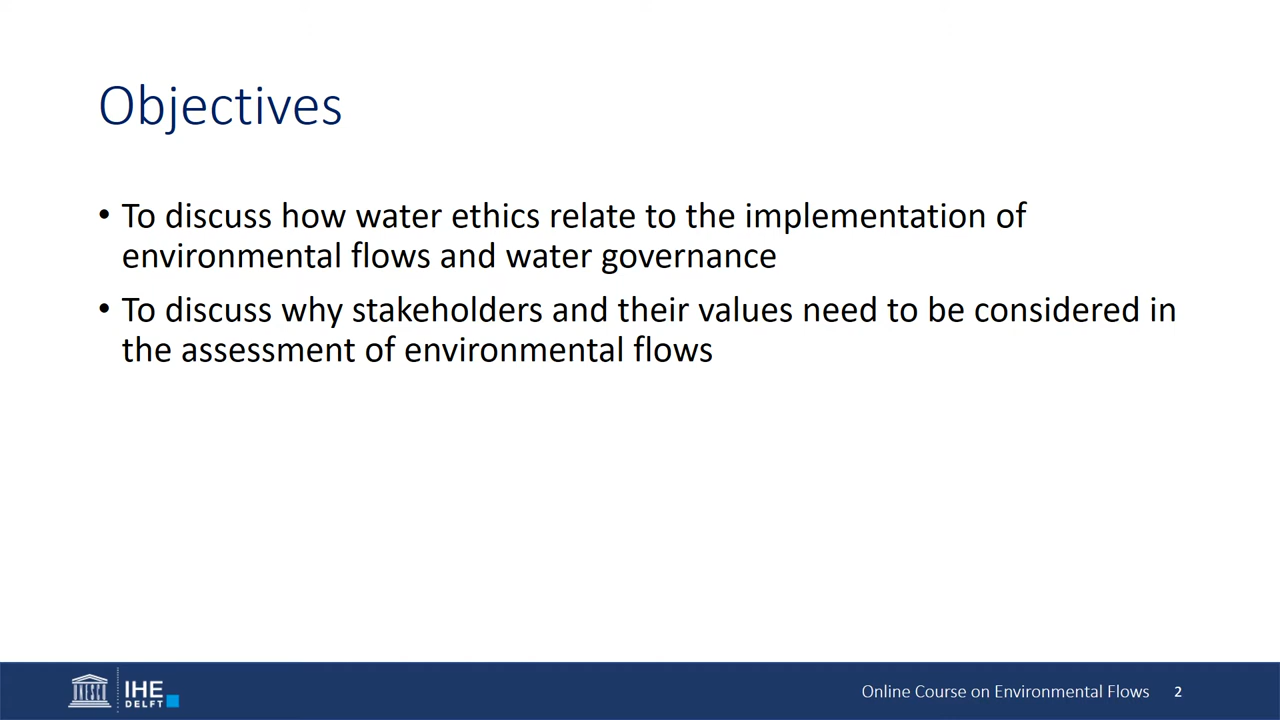 Objectives
• To discuss how water ethics relate to the implementation of
environmental flows and water governance
• To discuss why stakeholders and their values need to be considered in
the assessment of environmental flows
UNESCO
IHE
DELFT
Online Course on Environmental Flows 2